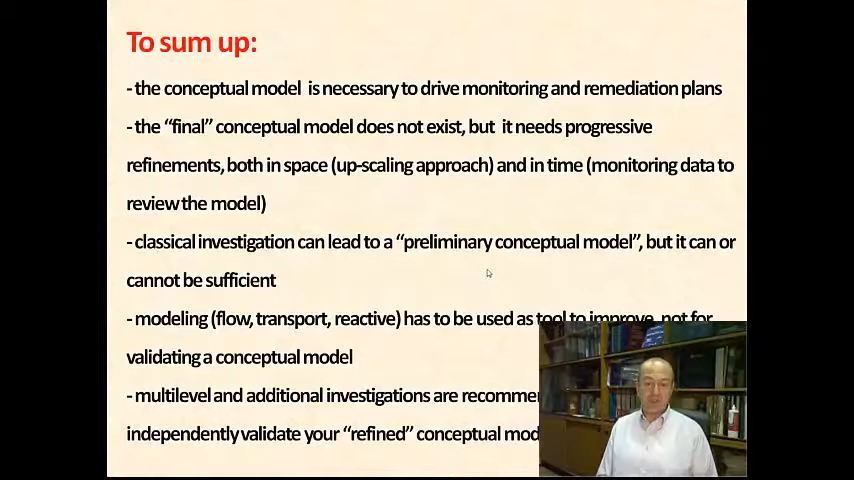 To sum up:
- the conceptual model is necessary to drive monitoring and remediation plans
- the “final” conceptual model does not exist, but it needs progressive
refinements, both in space (up-scaling approach) and in time (monitoring data to
review the model)
- classical investigation can lead to a “preliminary conceptual model”, but it can or
cannot be sufficient
- modeling (flow, transport, reactive) has to be used as tool to improve, not for
validating a conceptual model
- multilevel and additional investigations are
independently validate your “refined” conceptual